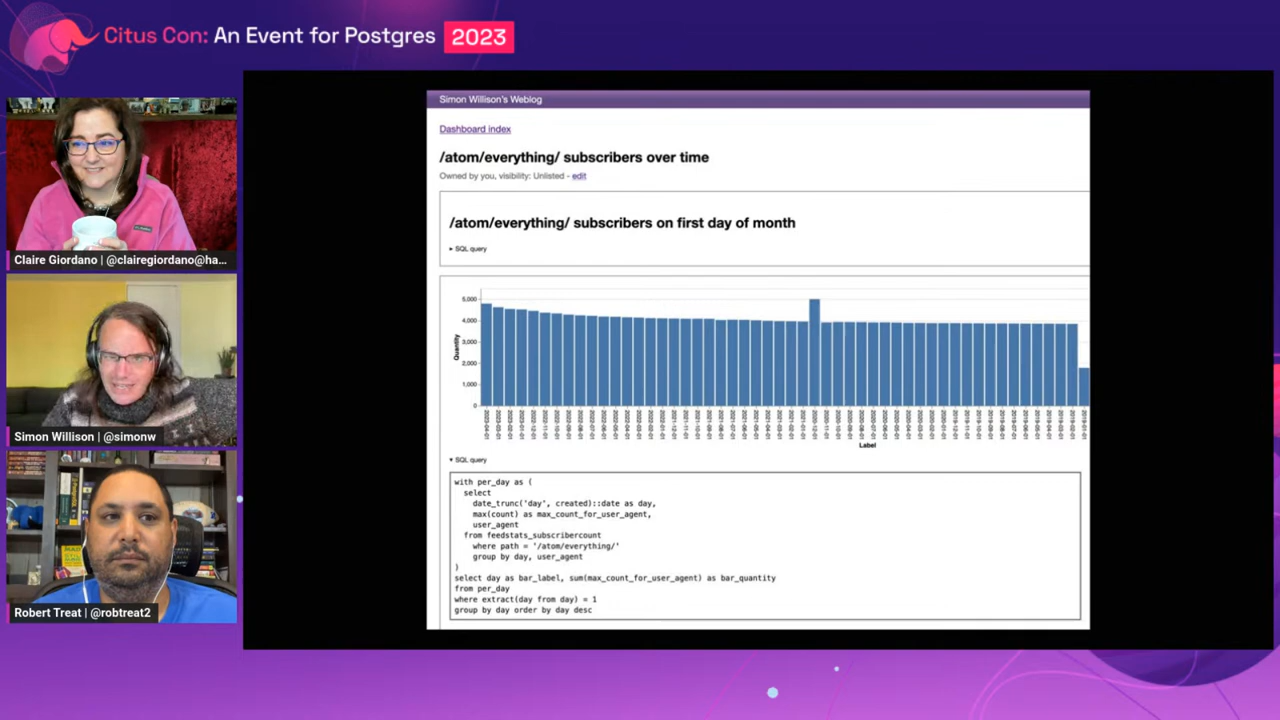 Citus Con: An Event for Postgres 2023
Claire Giordano | @clairegiordano@ha...
Simon Willison | @simonw
Robert Treat | @robtreat2
Simon Willison's Weblog
Dashboard index
/atom/everything/ subscribers over time
Owned by you, visibility: Unlisted - edit
/atom/everything/ subscribers on first day of month
SQL query
Quantity
5,000
4,000
3,000
2,000
1,000
0
Label
SQL query
with per_day as (
select
date_trunc('day', created)::date as day,
max(count) as max_count_for_user_agent,
user_agent
from feedstats_subscribercount
where path = '/atom/everything/'
group by day, user_agent
)
select day as bar_label, sum(max_count_for_user_agent) as bar_quantity
from per_day
where extract(day from day) = 1
group by day order by day desc